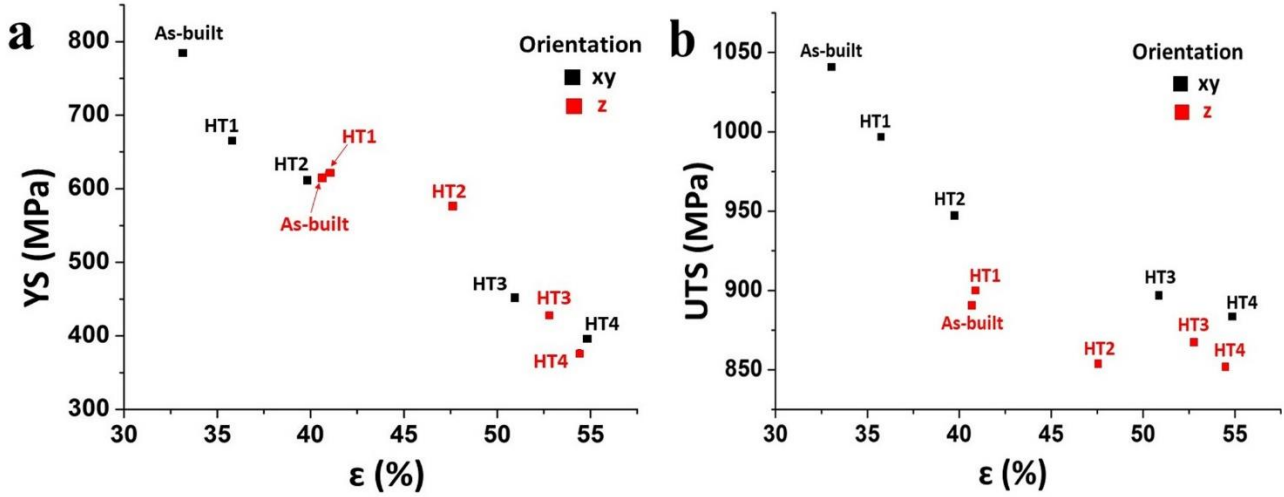 a
YS (MPa)
800
700
600
500
400
300
As-built
HT1
HT2
HT1
As-built
HT2
HT3
HT3
HT4
HT4
Orientation
xy
z
30
35
40
45
50
55
ε (%)
b
UTS (MPa)
1050
1000
950
900
850
As-built
HT1
HT2
HT1
As-built
HT2
HT3
HT3
HT4
HT4
Orientation
xy
z
30
35
40
45
50
55
ε (%)